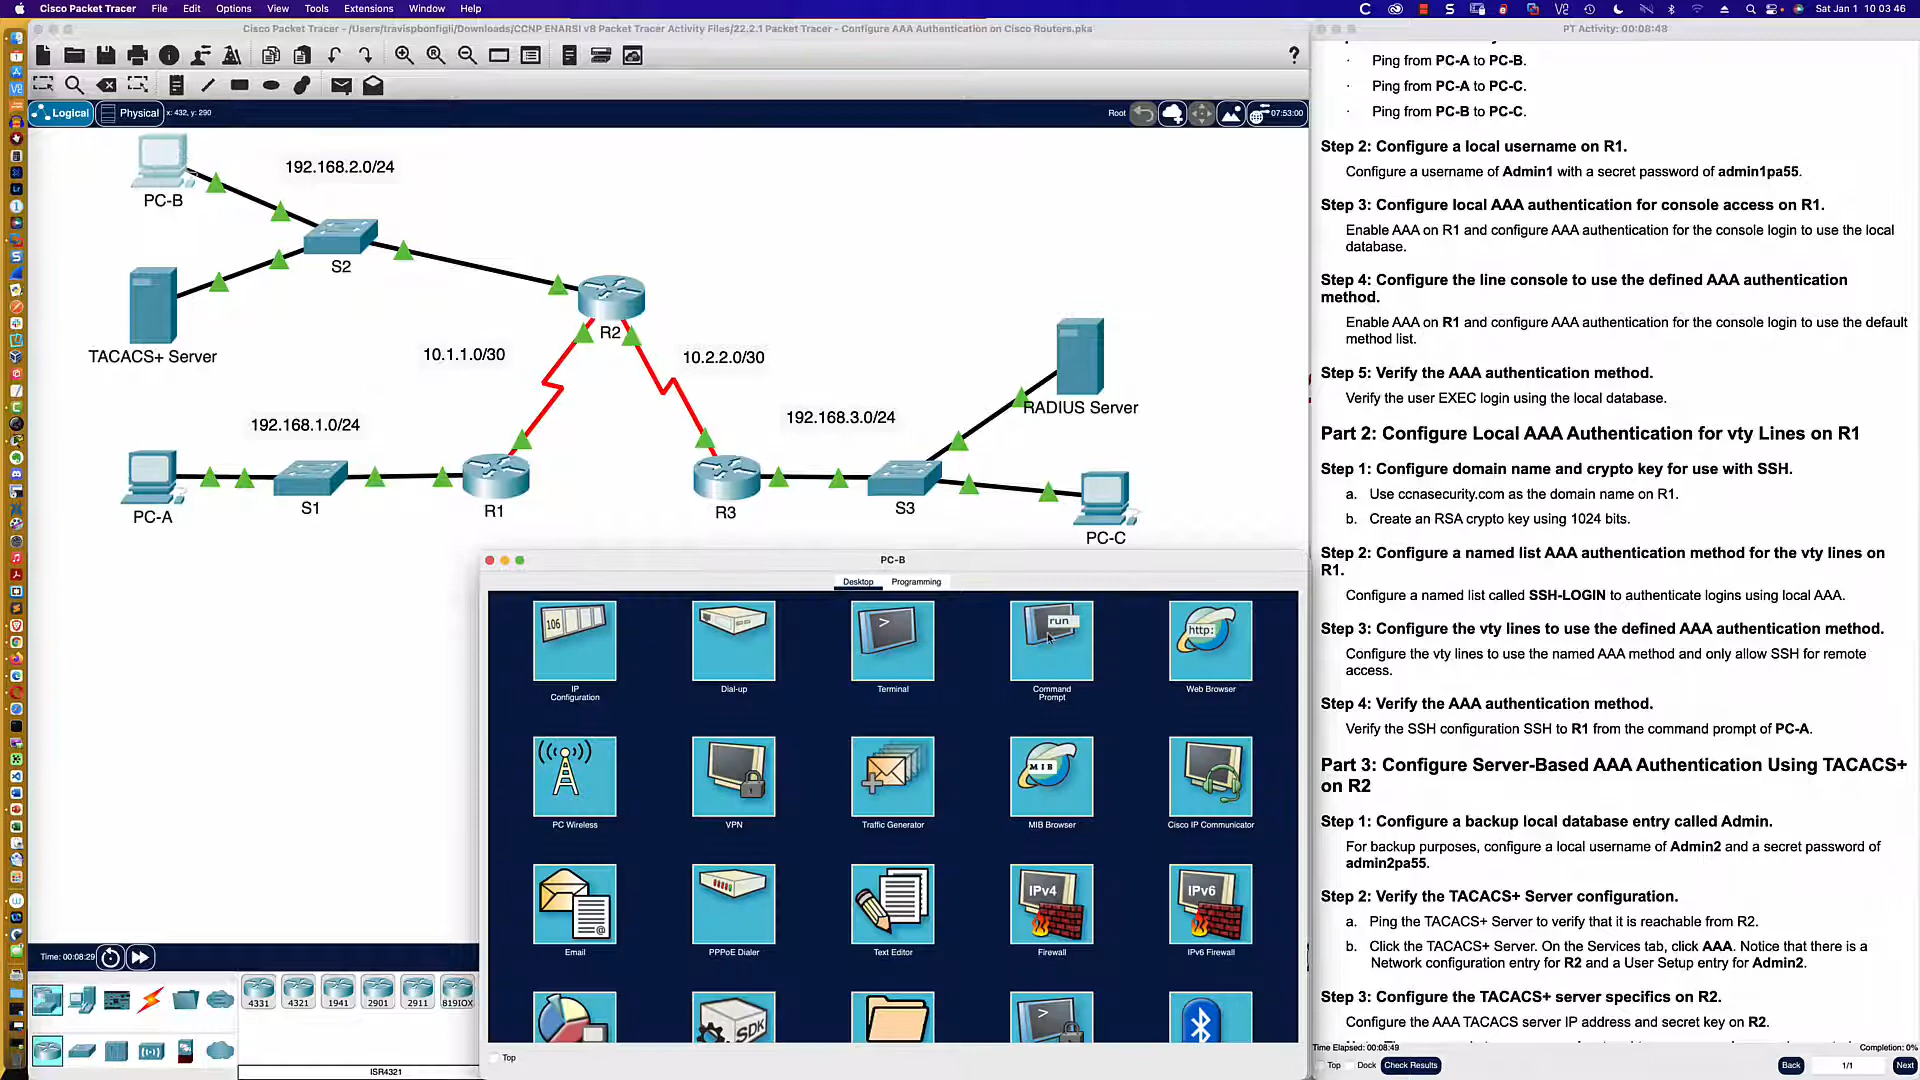 Cisco Packet Tracer File Edit Options View Tools Extensions Window Help
Sat Jan 1 10 03 46
Cisco Packet Tracer - /Users/travispbonfigli/Downloads/CCNP ENARSI v8 Packet Tracer Activity Files/22.2.1 Packet Tracer - Configure AAA Authentication on Cisco Routers.pka
PT Activity: 00:08:48
Logical Physical x: 432, y: 290
Root 07:53:00
192.168.2.0/24
PC-B
S2
TACACS+ Server
R2
10.1.1.0/30
10.2.2.0/30
RADIUS Server
192.168.1.0/24
192.168.3.0/24
PC-A
S1
R1
R3
S3
PC-C
PC-B
Desktop Programming
106
run
http:
IP
Configuration
Dial-up
Terminal
Command
Prompt
Web Browser
MIB
PC Wireless
VPN
Traffic Generator
MIB Browser
Cisco IP Communicator
IPv4
IPv6
Email
PPPoE Dialer
Text Editor
Firewall
IPv6 Firewall
SDK
Top
Time: 00:08:29
4331 4321 1941 2901 2911 819IOX
ISR4321
· Ping from PC-A to PC-B.
· Ping from PC-A to PC-C.
· Ping from PC-B to PC-C.
Step 2: Configure a local username on R1.
Configure a username of Admin1 with a secret password of admin1pa55.
Step 3: Configure local AAA authentication for console access on R1.
Enable AAA on R1 and configure AAA authentication for the console login to use the local
database.
Step 4: Configure the line console to use the defined AAA authentication
method.
Enable AAA on R1 and configure AAA authentication for the console login to use the default
method list.
Step 5: Verify the AAA authentication method.
Verify the user EXEC login using the local database.
Part 2: Configure Local AAA Authentication for vty Lines on R1
Step 1: Configure domain name and crypto key for use with SSH.
a. Use ccnasecurity.com as the domain name on R1.
b. Create an RSA crypto key using 1024 bits.
Step 2: Configure a named list AAA authentication method for the vty lines on
R1.
Configure a named list called SSH-LOGIN to authenticate logins using local AAA.
Step 3: Configure the vty lines to use the defined AAA authentication method.
Configure the vty lines to use the named AAA method and only allow SSH for remote
access.
Step 4: Verify the AAA authentication method.
Verify the SSH configuration SSH to R1 from the command prompt of PC-A.
Part 3: Configure Server-Based AAA Authentication Using TACACS+
on R2
Step 1: Configure a backup local database entry called Admin.
For backup purposes, configure a local username of Admin2 and a secret password of
admin2pa55.
Step 2: Verify the TACACS+ Server configuration.
a. Ping the TACACS+ Server to verify that it is reachable from R2.
b. Click the TACACS+ Server. On the Services tab, click AAA. Notice that there is a
Network configuration entry for R2 and a User Setup entry for Admin2.
Step 3: Configure the TACACS+ server specifics on R2.
Configure the AAA TACACS server IP address and secret key on R2.
Time Elapsed: 00:08:49 Completion: 0%
Top Dock Check Results Back 1/1 Next